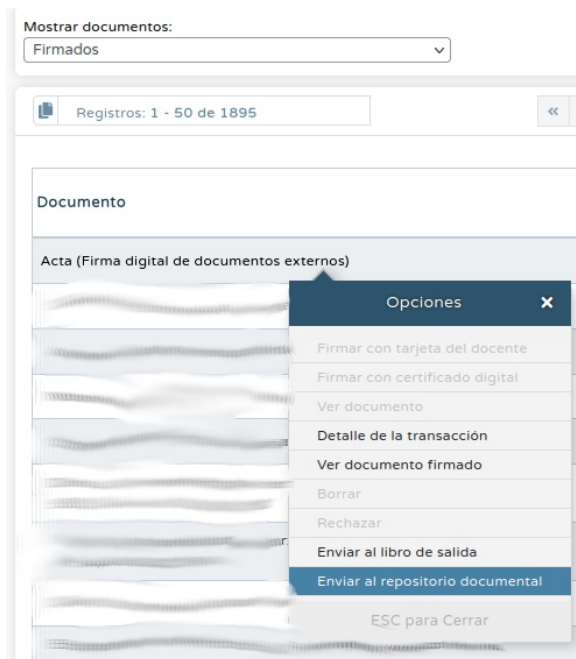 Mostrar documentos:
Firmados
Registros: 1 - 50 de 1895
«
Documento
Acta (Firma digital de documentos externos)
Opciones ×
Firmar con tarjeta del docente
Firmar con certificado digital
Ver documento
Detalle de la transacción
Ver documento firmado
Borrar
Rechazar
Enviar al libro de salida
Enviar al repositorio documental
ESC para Cerrar